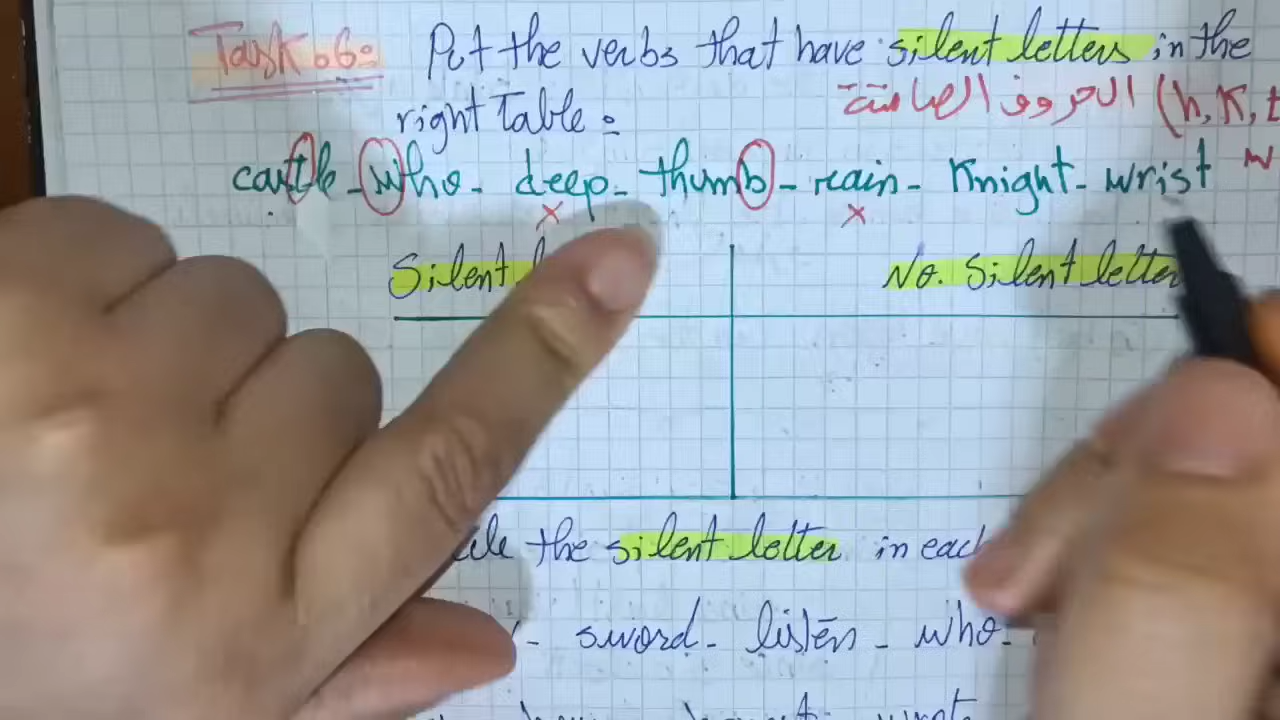 Task 06: Put the verbs that have silent letters in the
right table: الحروف الصامتة (h, K, t
castle - who - deep - thumb - rain - Knight - wrist w
x x
Silent No. Silent letter
the silent letter in each
- sword - listen - who -
wrote